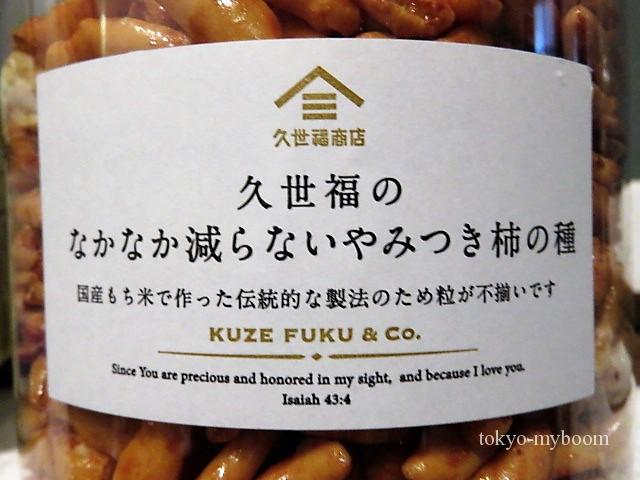 久世福商店
久世福の
なかなか減らないやみつき柿の種
国産もち米で作った伝統的な製法のため粒が不揃いです
KUZE FUKU & Co.
Since You are precious and honored in my sight, and because I love you.
Isaiah 43:4
tokyo-myboom